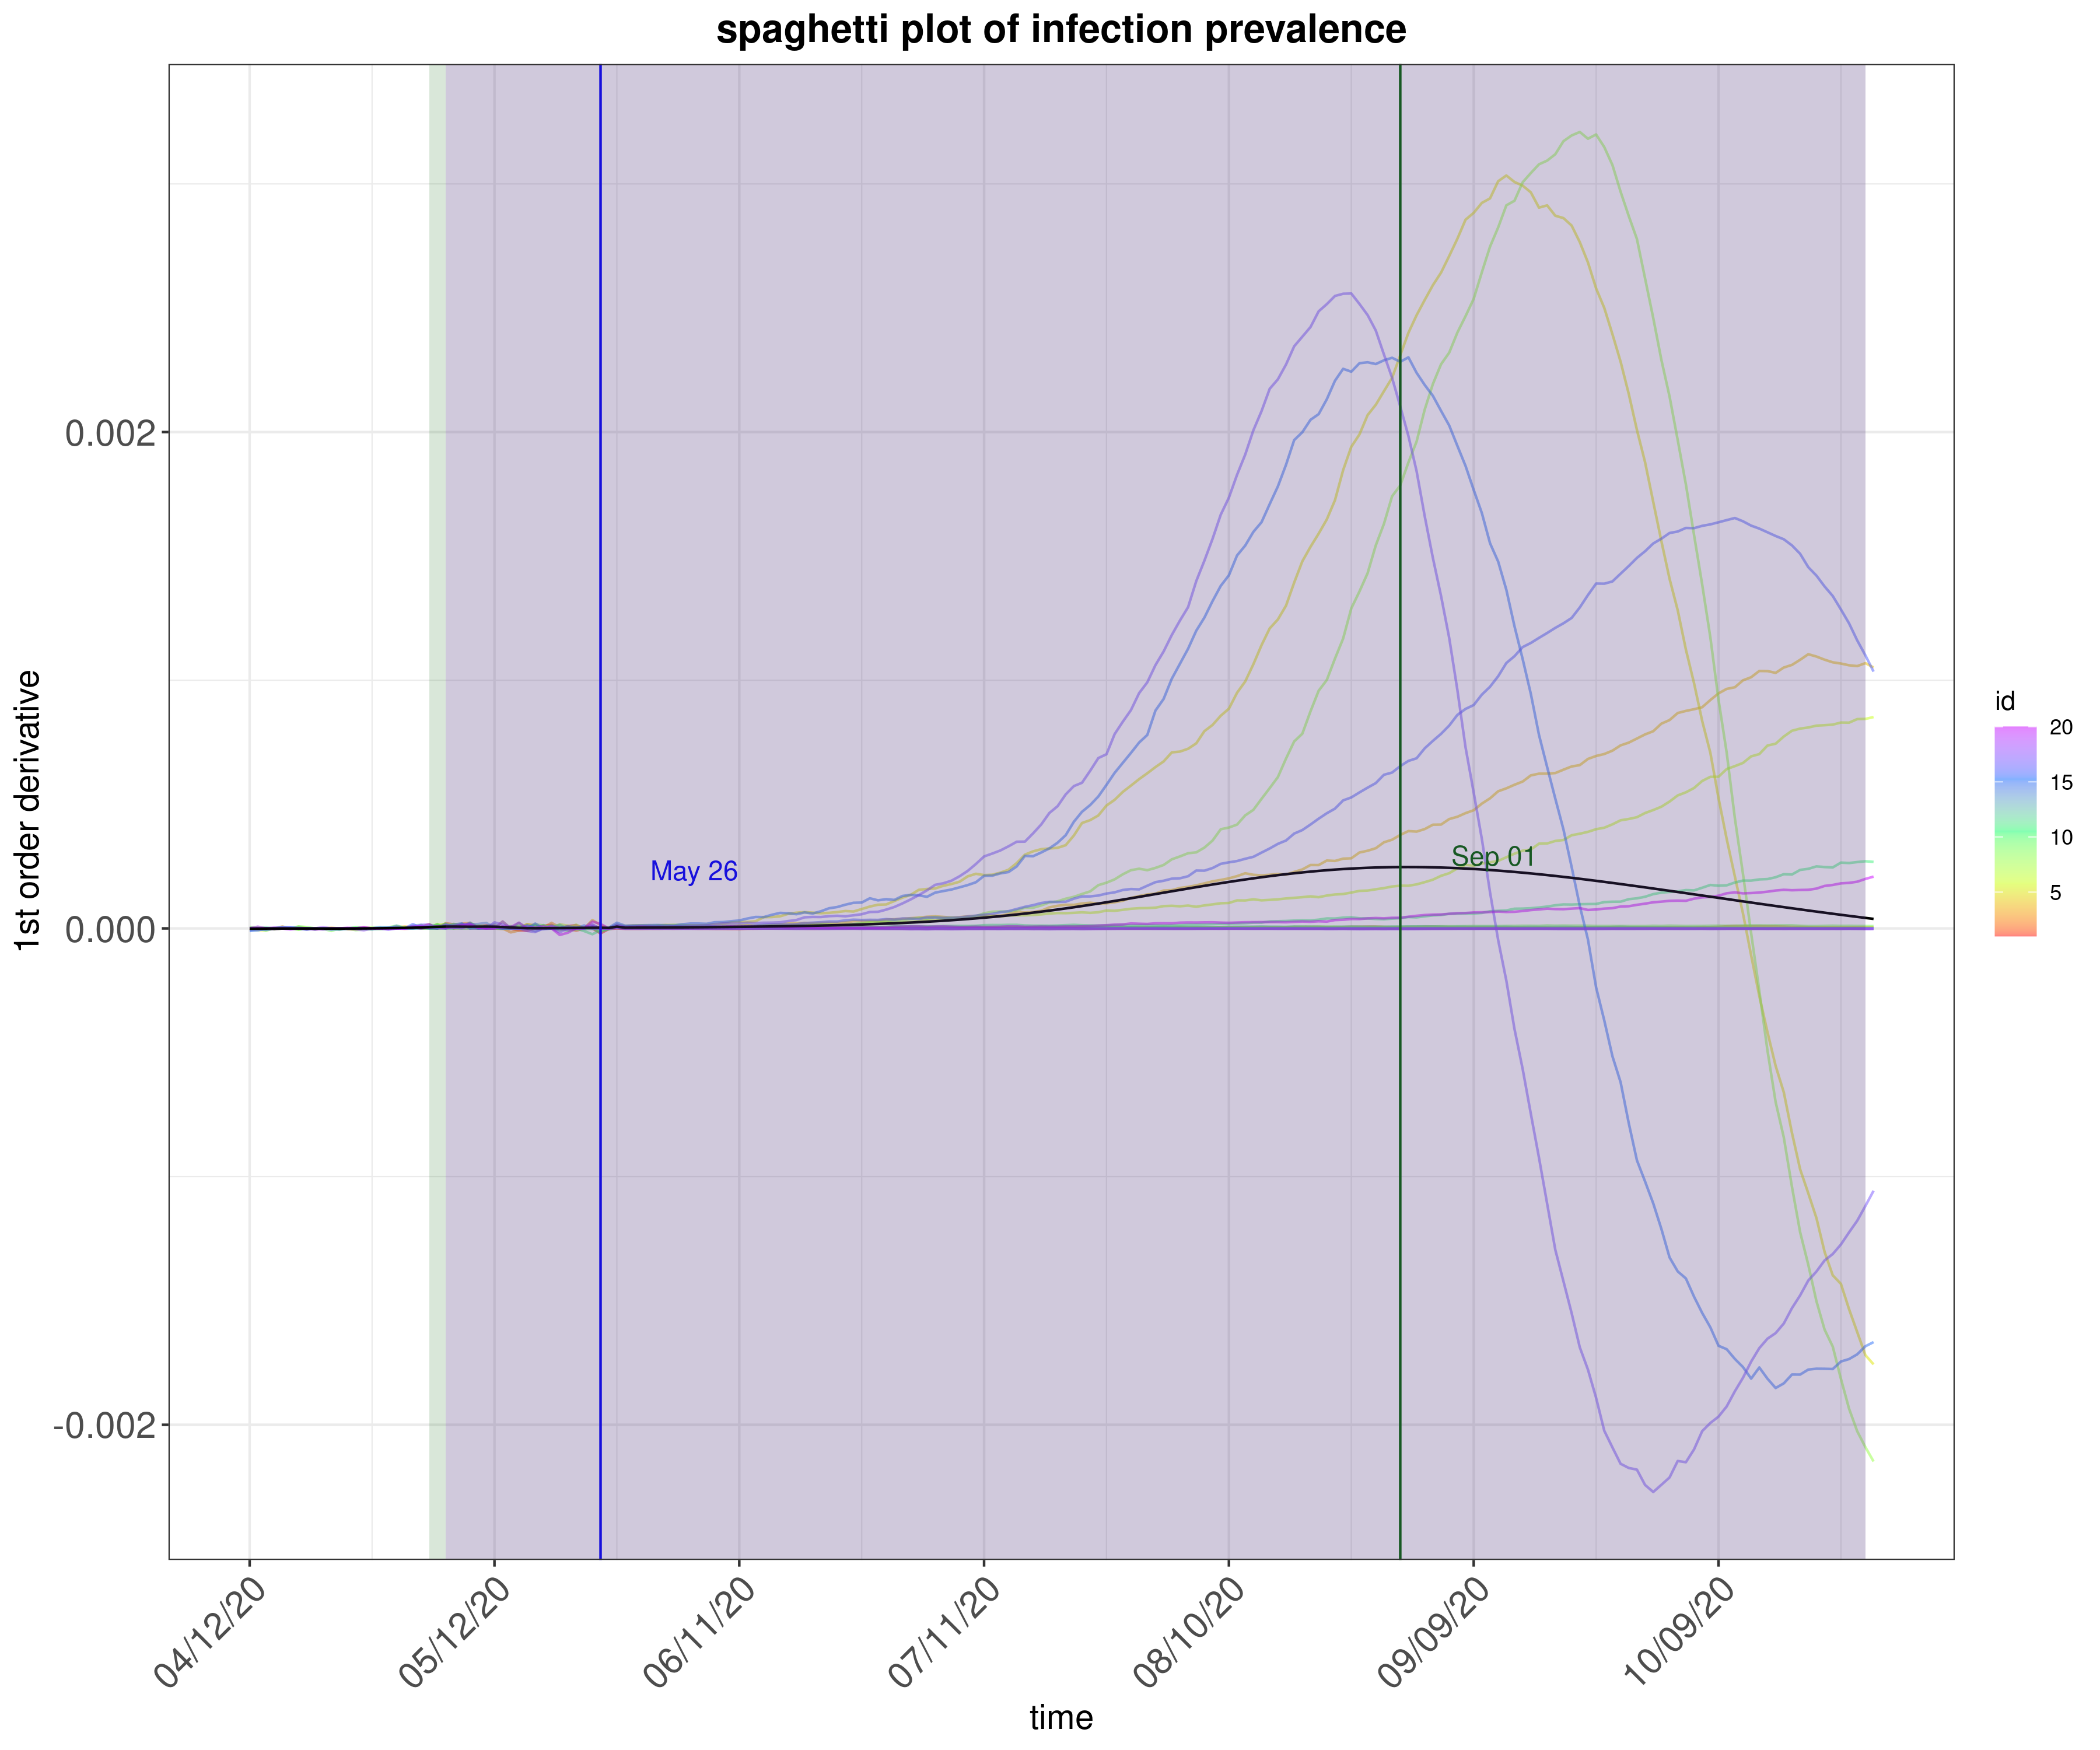 spaghetti plot of infection prevalence
1st order derivative
0.002
0.000
-0.002
May 26
Sep 01
id
20
15
10
5
04/12/20
05/12/20
06/11/20
07/11/20
08/10/20
09/09/20
10/09/20
time